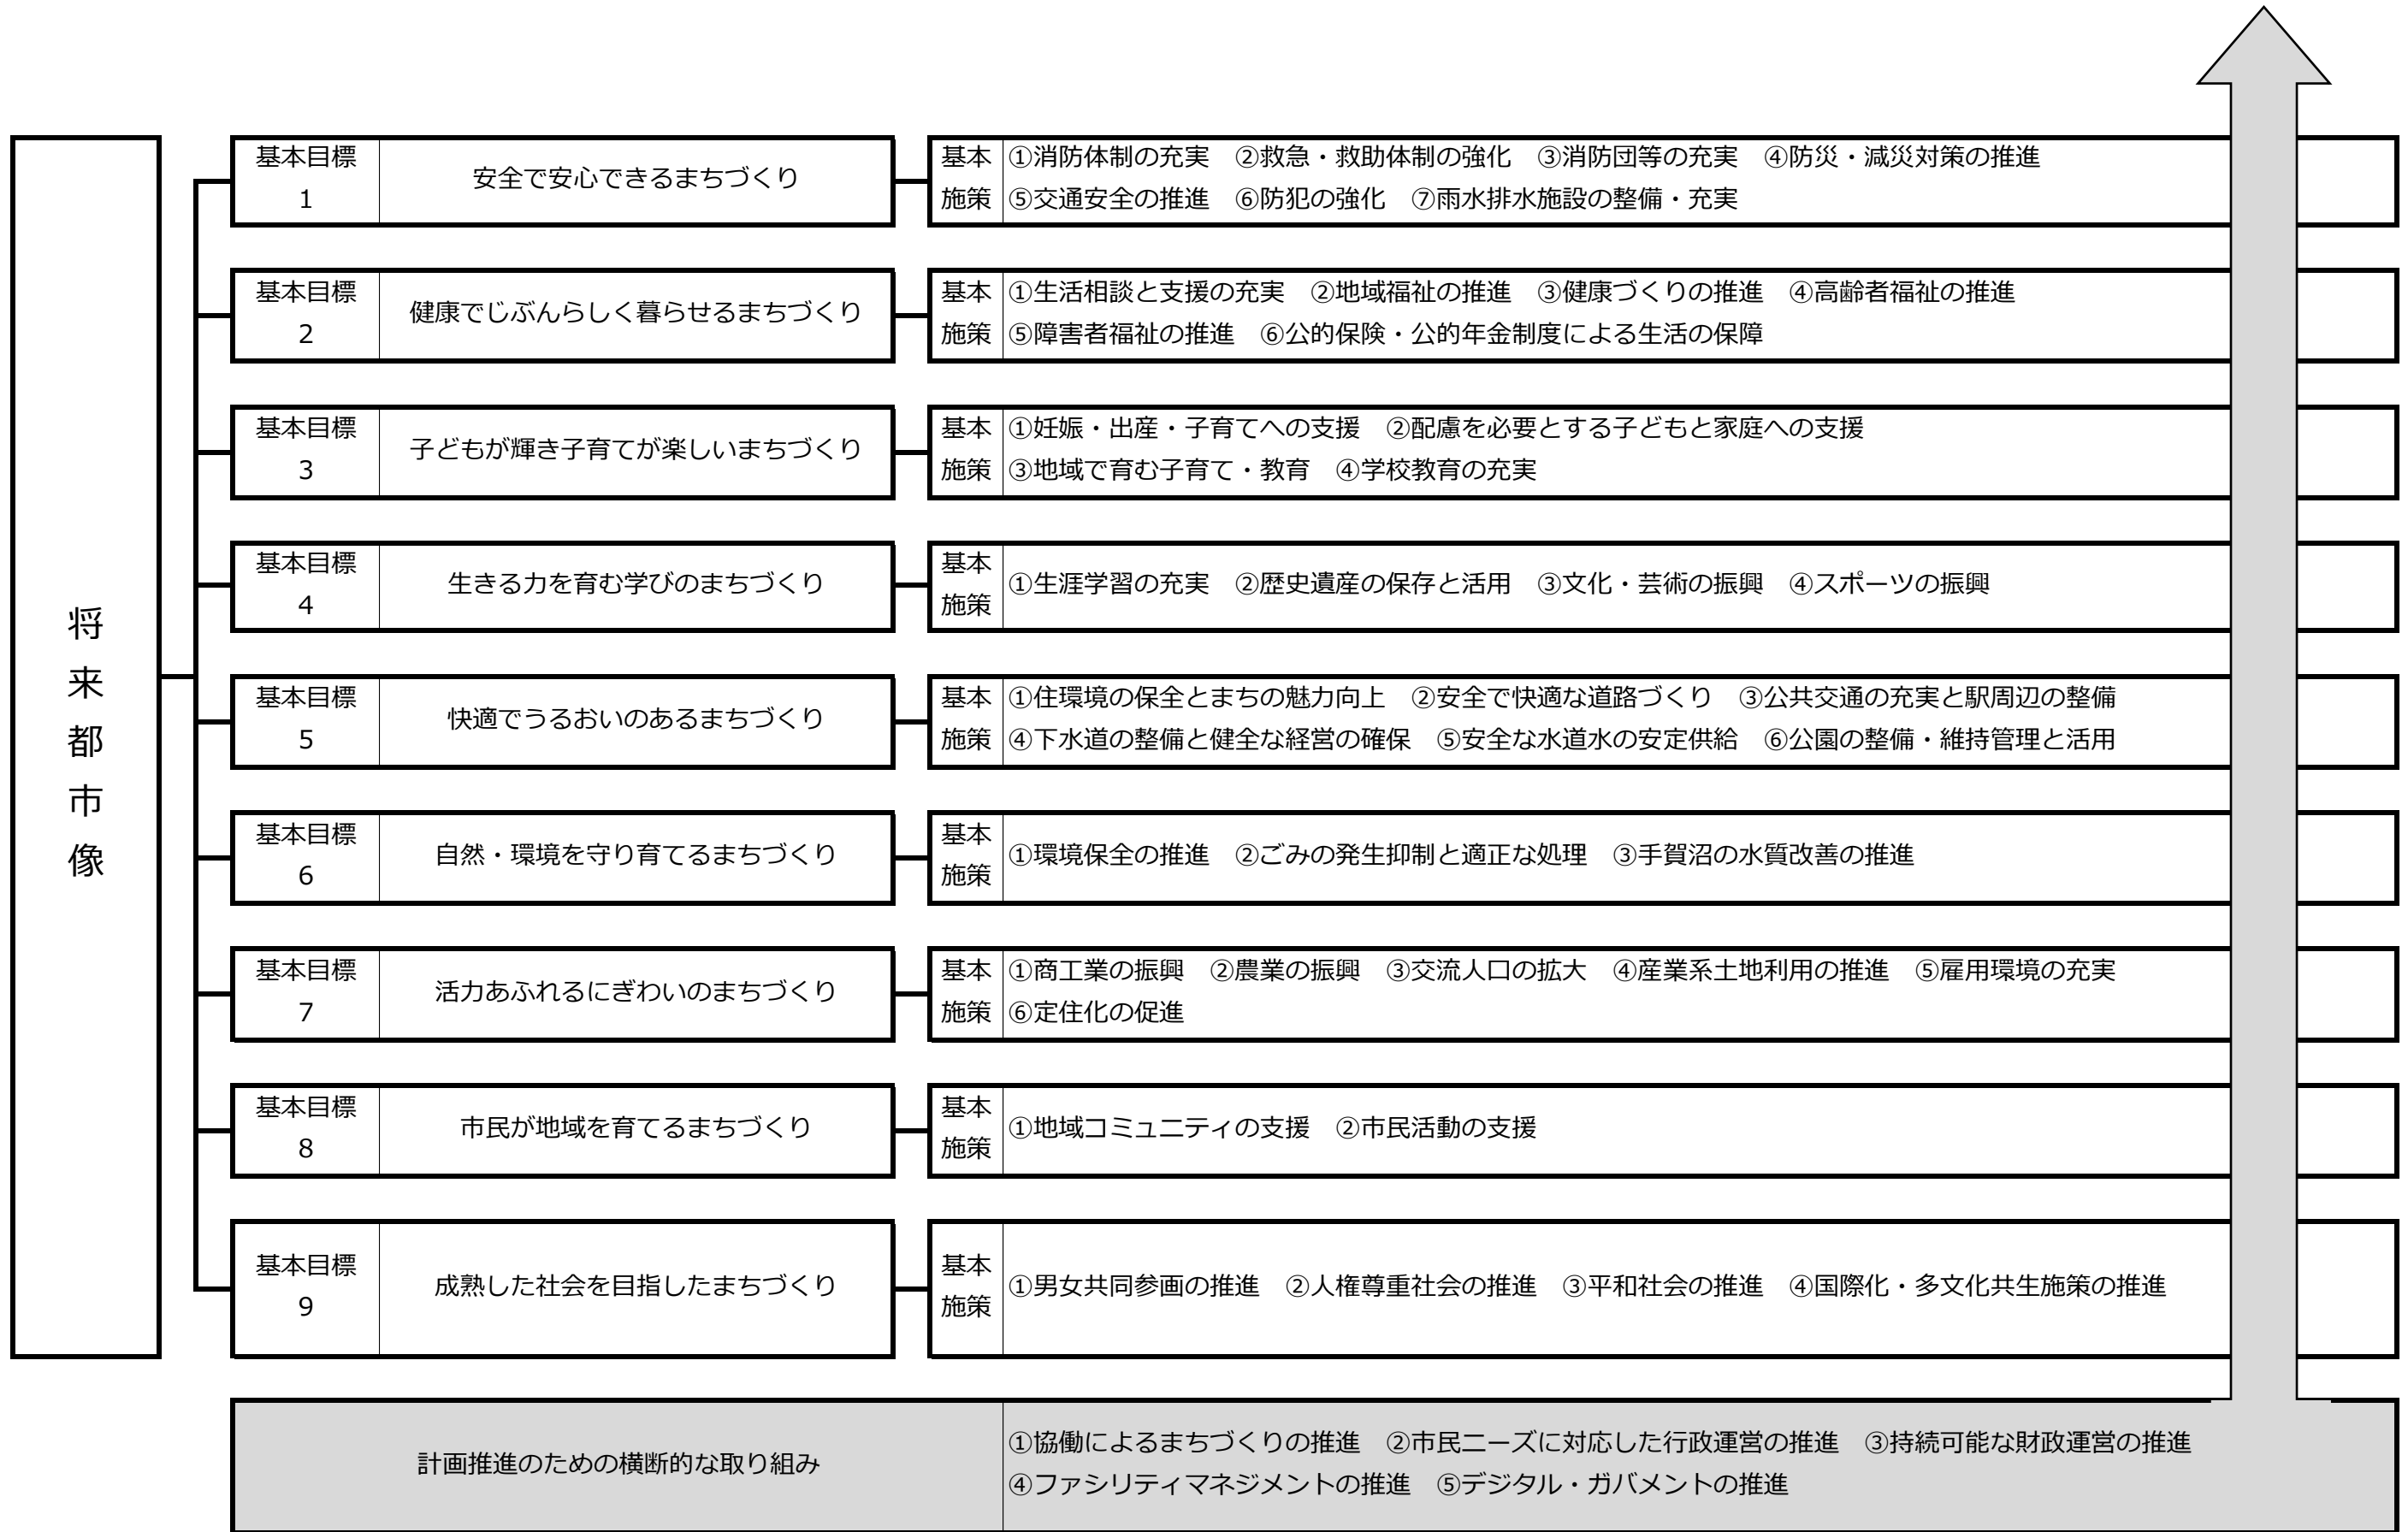 将来都市像
基本目標
1
安全で安心できるまちづくり
基本
施策
①消防体制の充実　②救急・救助体制の強化　③消防団等の充実　④防災・減災対策の推進
⑤交通安全の推進　⑥防犯の強化　⑦雨水排水施設の整備・充実
基本目標
2
健康でじぶんらしく暮らせるまちづくり
基本
施策
①生活相談と支援の充実　②地域福祉の推進　③健康づくりの推進　④高齢者福祉の推進
⑤障害者福祉の推進　⑥公的保険・公的年金制度による生活の保障
基本目標
3
子どもが輝き子育てが楽しいまちづくり
基本
施策
①妊娠・出産・子育てへの支援　②配慮を必要とする子どもと家庭への支援
③地域で育む子育て・教育　④学校教育の充実
基本目標
4
生きる力を育む学びのまちづくり
基本
施策
①生涯学習の充実　②歴史遺産の保存と活用　③文化・芸術の振興　④スポーツの振興
基本目標
5
快適でうるおいのあるまちづくり
基本
施策
①住環境の保全とまちの魅力向上　②安全で快適な道路づくり　③公共交通の充実と駅周辺の整備
④下水道の整備と健全な経営の確保　⑤安全な水道水の安定供給　⑥公園の整備・維持管理と活用
基本目標
6
自然・環境を守り育てるまちづくり
基本
施策
①環境保全の推進　②ごみの発生抑制と適正な処理　③手賀沼の水質改善の推進
基本目標
7
活力あふれるにぎわいのまちづくり
基本
施策
①商工業の振興　②農業の振興　③交流人口の拡大　④産業系土地利用の推進　⑤雇用環境の充実
⑥定住化の促進
基本目標
8
市民が地域を育てるまちづくり
基本
施策
①地域コミュニティの支援　②市民活動の支援
基本目標
9
成熟した社会を目指したまちづくり
基本
施策
①男女共同参画の推進　②人権尊重社会の推進　③平和社会の推進　④国際化・多文化共生施策の推進
計画推進のための横断的な取り組み
①協働によるまちづくりの推進　②市民ニーズに対応した行政運営の推進　③持続可能な財政運営の推進
④ファシリティマネジメントの推進　⑤デジタル・ガバメントの推進